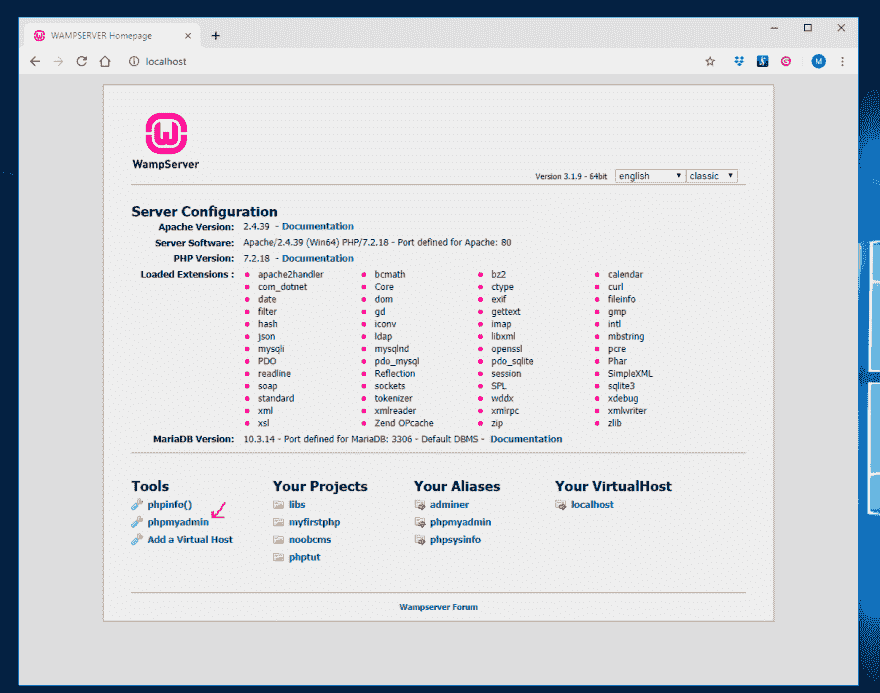 WAMPSERVER Homepage
localhost
M
WampServer
Version 3.1.9 - 64bit english classic
Server Configuration
Apache Version: 2.4.39 - Documentation
Server Software: Apache/2.4.39 (Win64) PHP/7.2.18 - Port defined for Apache: 80
PHP Version: 7.2.18 - Documentation
Loaded Extensions : apache2handler bcmath bz2 calendar
com_dotnet Core ctype curl
date dom exif fileinfo
filter gd gettext gmp
hash iconv imap intl
json ldap libxml mbstring
mysqli mysqlnd openssl pcre
PDO pdo_mysql pdo_sqlite Phar
readline Reflection session SimpleXML
soap sockets SPL sqlite3
standard tokenizer wddx xdebug
xml xmlreader xmlrpc xmlwriter
xsl Zend OPcache zip zlib
MariaDB Version: 10.3.14 - Port defined for MariaDB: 3306 - Default DBMS - Documentation
Tools Your Projects Your Aliases Your VirtualHost
phpinfo() libs adminer localhost
phpmyadmin myfirstphp phpmyadmin
Add a Virtual Host noobcms phpsysinfo
phptut
Wampserver Forum